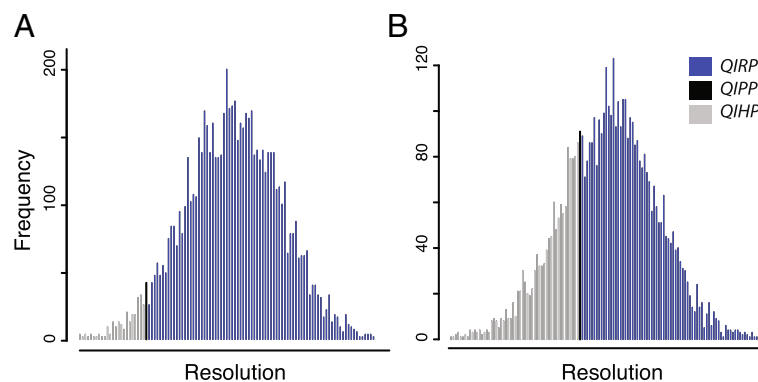 A
B
Frequency
200
100
0
Resolution
120
80
40
0
Resolution
QIRP
QIPP
QIHP